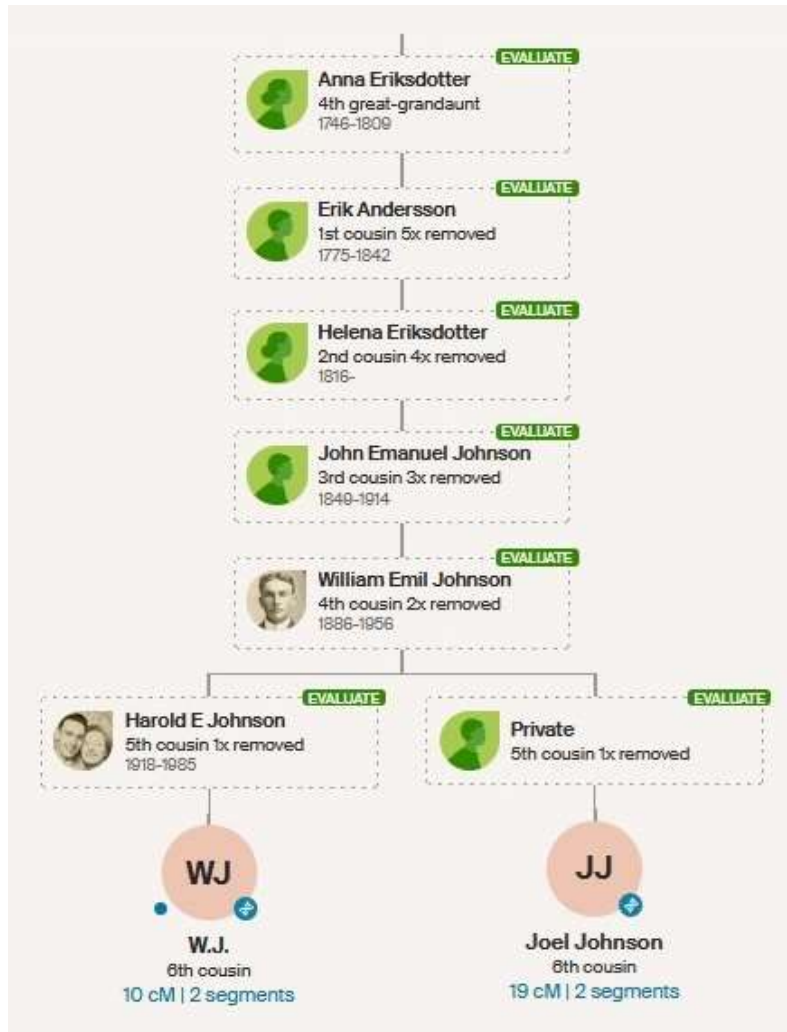 EVALUATE
Anna Eriksdotter
4th great-grandaunt
1746-1809
EVALUATE
Erik Andersson
1st cousin 5x removed
1775-1842
EVALUATE
Helena Eriksdotter
2nd cousin 4x removed
1816-
EVALUATE
John Emanuel Johnson
3rd cousin 3x removed
1849-1914
EVALUATE
William Emil Johnson
4th cousin 2x removed
1886-1956
EVALUATE
Harold E Johnson
5th cousin 1x removed
1918-1985
EVALUATE
Private
5th cousin 1x removed
WJ
W.J.
6th cousin
10 cM | 2 segments
JJ
Joel Johnson
6th cousin
19 cM | 2 segments